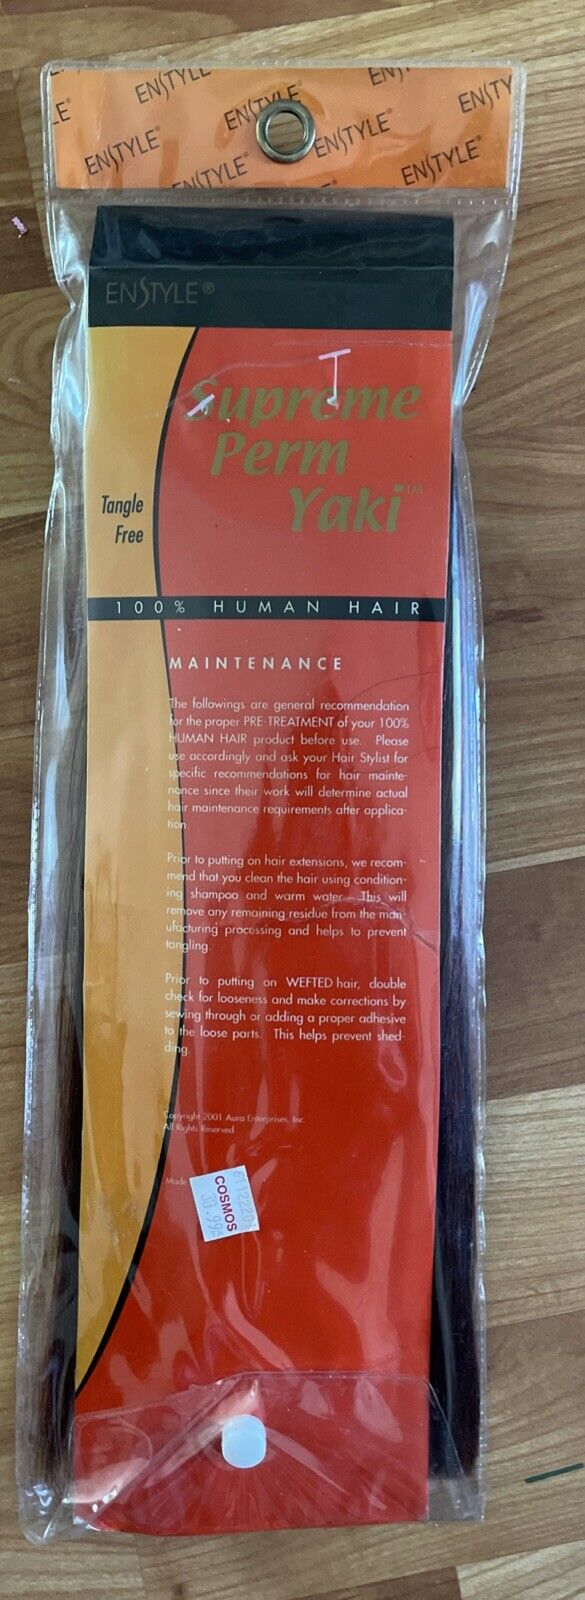 ENSTYLE® ENSTYLE® EN ENSTY
LE ENSTYLE® ENSTYLE®
NSTYLE® ENSTYLE®
ENSTYLE®
Supreme
Perm
Yaki™
Tangle
Free
100% HUMAN HAIR
MAINTENANCE
The followings are general recommendation
for the proper PRE-TREATMENT of your 100%
HUMAN HAIR product before use. Please
use accordingly and ask your Hair Stylist for
specific recommendations for hair mainte-
nance since their work will determine actual
hair maintenance requirements after applica-
tion.
Prior to putting on hair extensions, we recom-
mend that you clean the hair using condition-
ing shampoo and warm water. This will
remove any remaining residue from the man-
ufacturing processing and helps to prevent
tangling.
Prior to putting on WEFTED hair, double
check for looseness and make corrections by
sewing through or adding a proper adhesive
to the loose parts. This helps prevent shed-
ding.
Copyright 2001 Aura Enterprises, Inc.
All Rights Reserved
Made
COSMOS
30.99